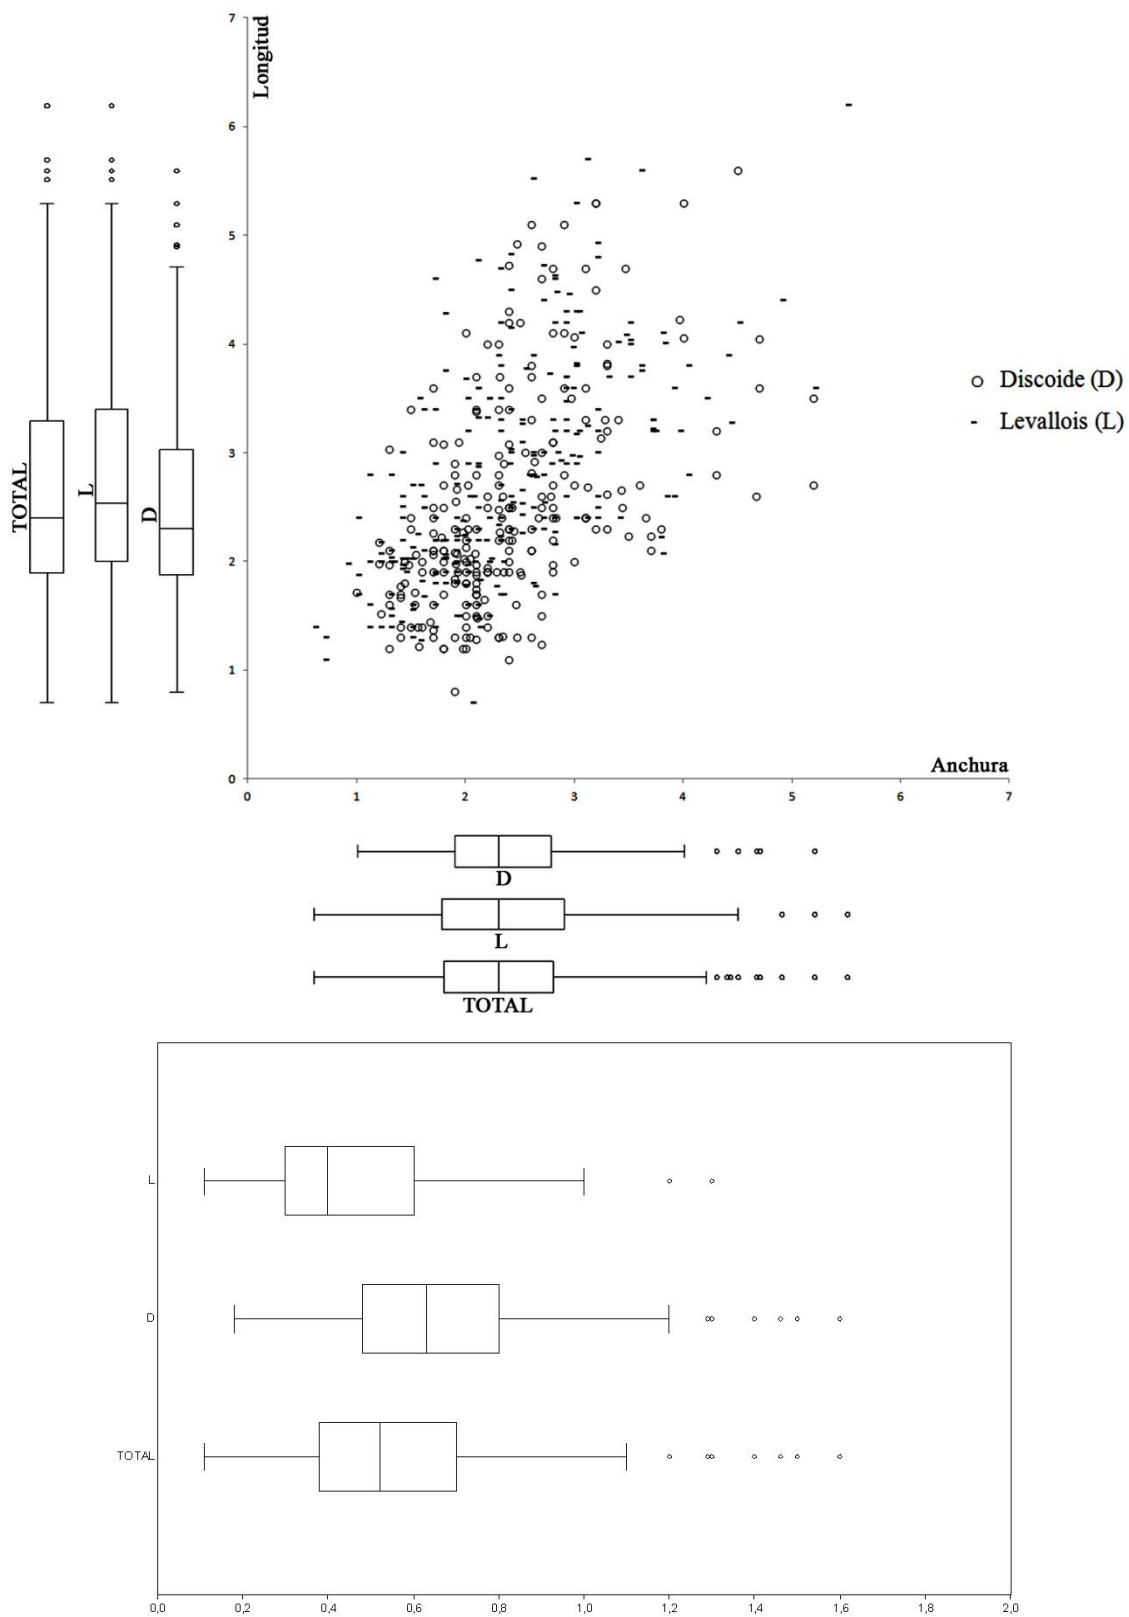 Longitud
7
6
5
4
3
2
1
0
TOTAL
L
D
Discoide (D)
Levallois (L)
Anchura
0 1 2 3 4 5 6 7
D
L
TOTAL
L
D
TOTAL
0,0 0,2 0,4 0,6 0,8 1,0 1,2 1,4 1,6 1,8 2,0